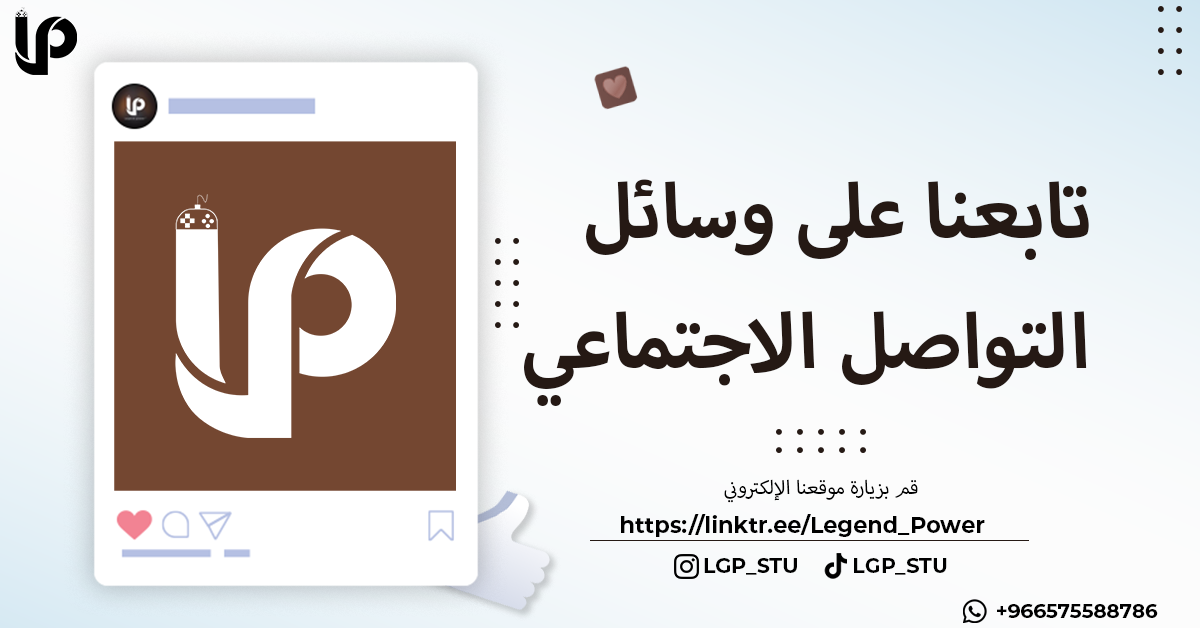 تابعنا على وسائل
التواصل الاجتماعي
قم بزيارة موقعنا الإلكتروني
https://linktr.ee/Legend_Power
LGP_STU LGP_STU
+966575588786